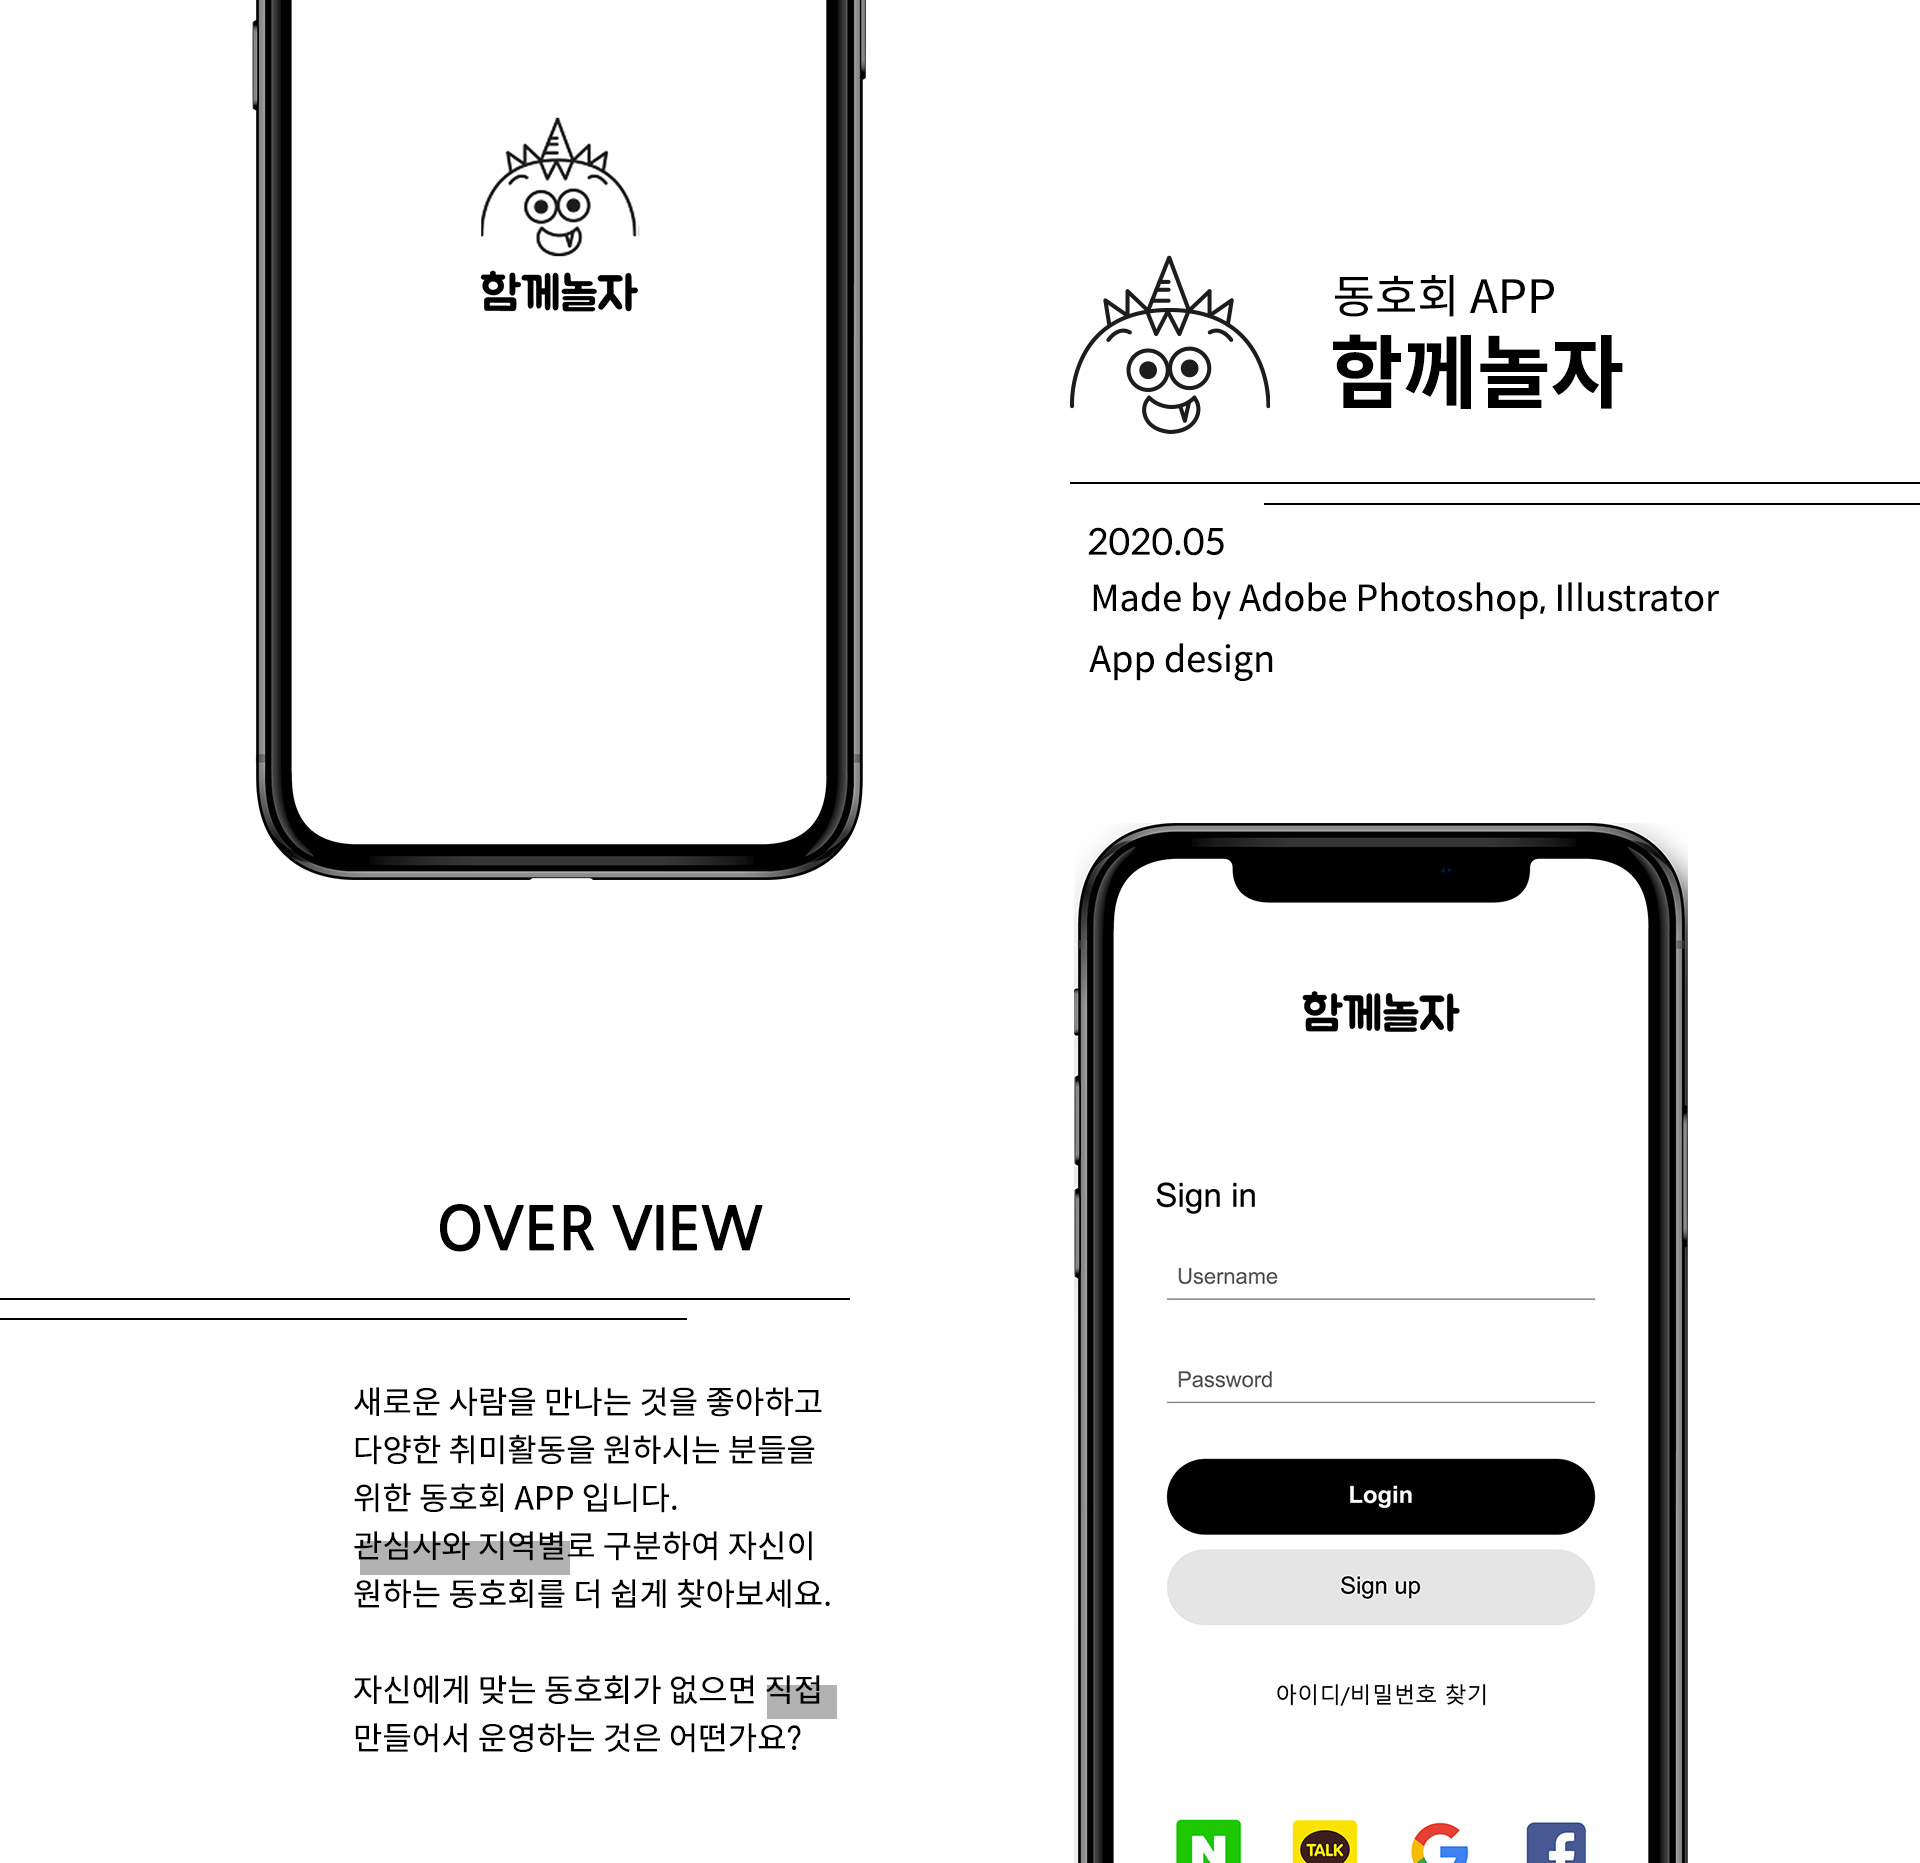 함께놀자
동호회 APP
함께놀자
2020.05
Made by Adobe Photoshop, Illustrator
App design
OVER VIEW
새로운 사람을 만나는 것을 좋아하고
다양한 취미활동을 원하시는 분들을
위한 동호회 APP 입니다.
관심사와 지역별로 구분하여 자신이
원하는 동호회를 더 쉽게 찾아보세요.
자신에게 맞는 동호회가 없으면 직접
만들어서 운영하는 것은 어떤가요?
함께놀자
Sign in
Username
Password
Login
Sign up
아이디/비밀번호 찾기
N
TALK
G
f